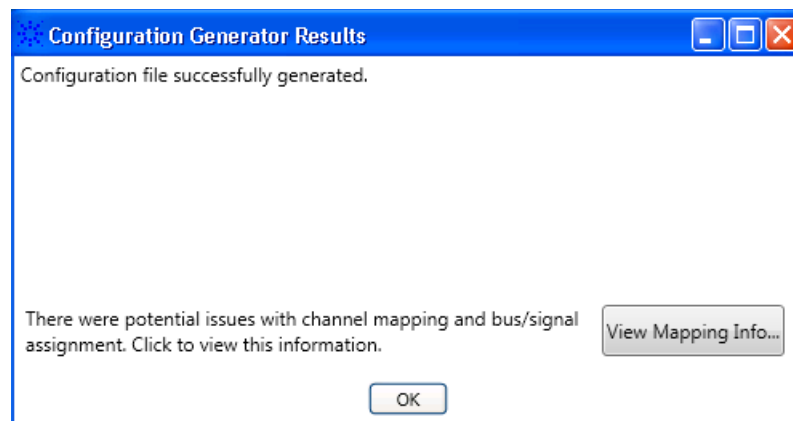 Configuration Generator Results
Configuration file successfully generated.
There were potential issues with channel mapping and bus/signal
assignment. Click to view this information.
View Mapping Info...
OK